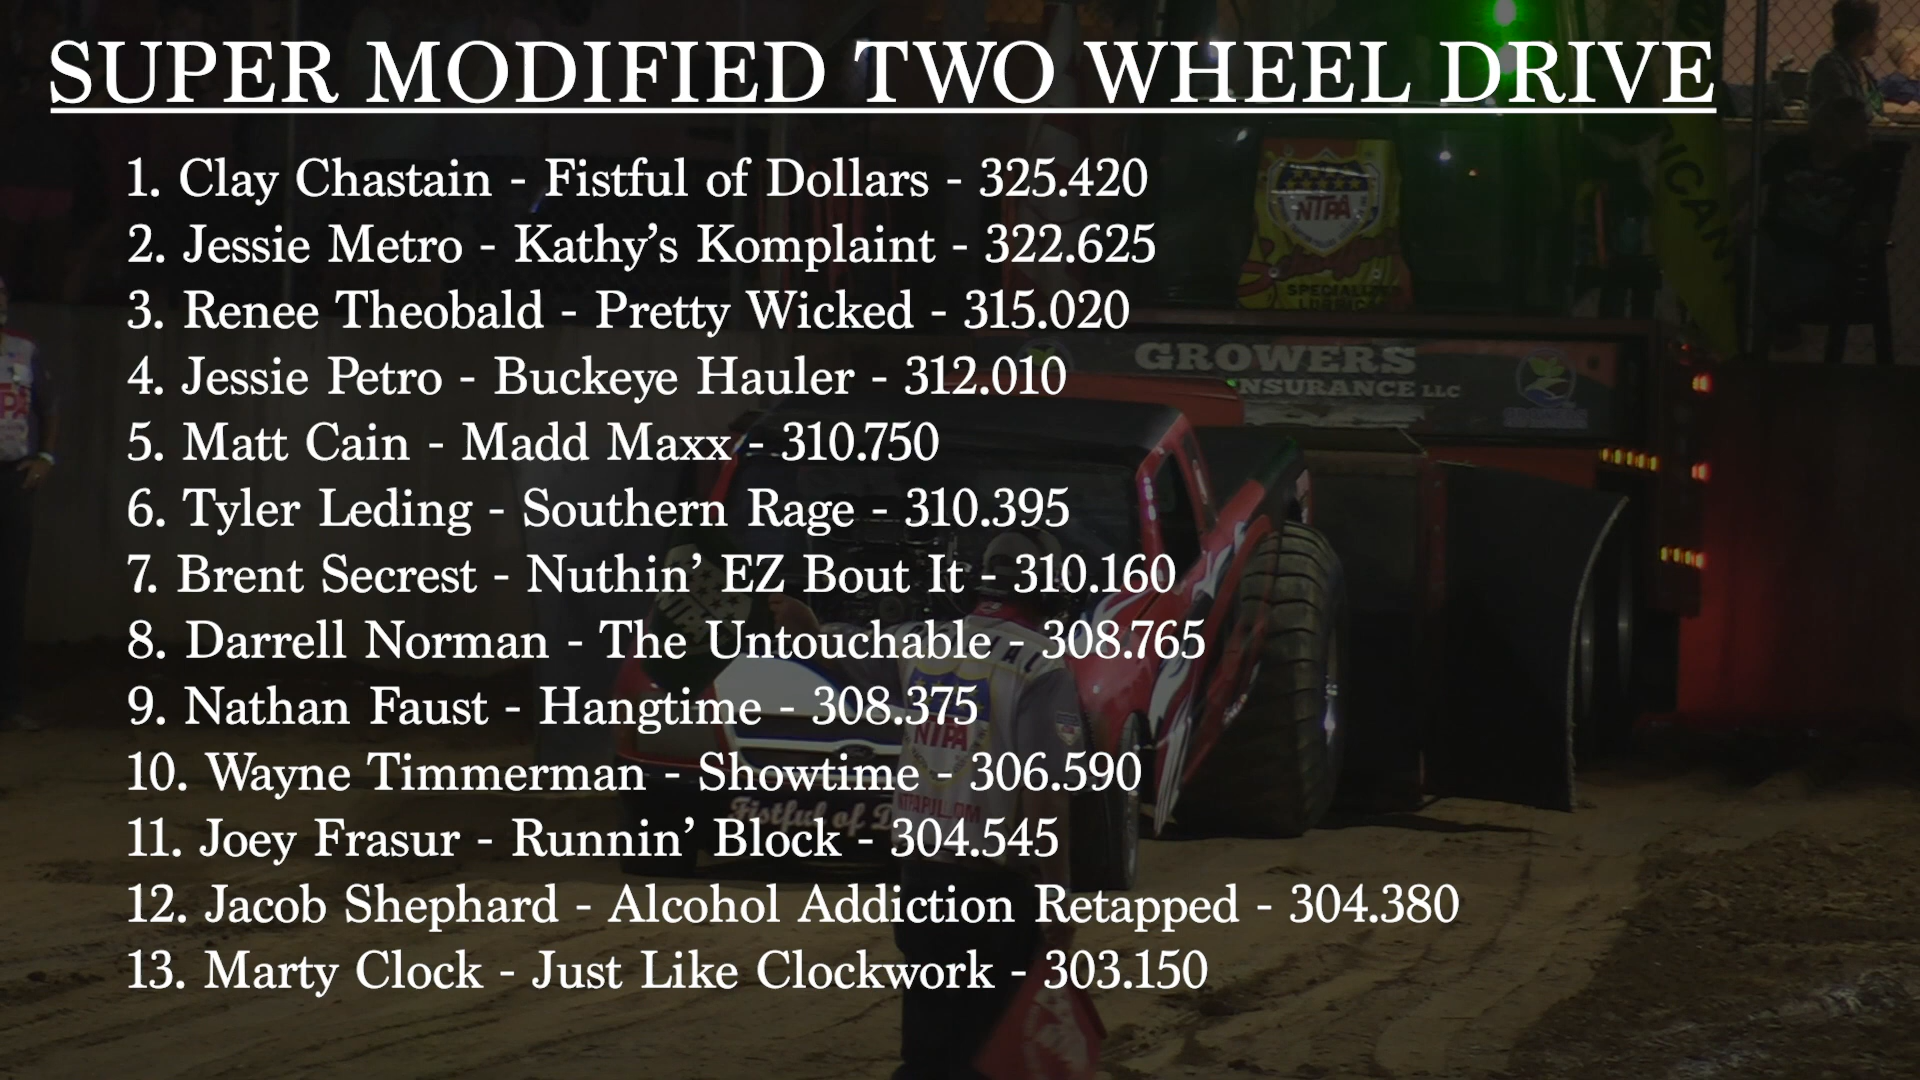 SUPER MODIFIED TWO WHEEL DRIVE
1. Clay Chastain - Fistful of Dollars - 325.420
2. Jessie Metro - Kathy’s Komplaint - 322.625
3. Renee Theobald - Pretty Wicked - 315.020
4. Jessie Petro - Buckeye Hauler - 312.010
5. Matt Cain - Madd Maxx - 310.750
6. Tyler Leding - Southern Rage - 310.395
7. Brent Secrest - Nuthin’ EZ Bout It - 310.160
8. Darrell Norman - The Untouchable - 308.765
9. Nathan Faust - Hangtime - 308.375
10. Wayne Timmerman - Showtime - 306.590
11. Joey Frasur - Runnin’ Block - 304.545
12. Jacob Shephard - Alcohol Addiction Retapped - 304.380
13. Marty Clock - Just Like Clockwork - 303.150
NTPA
GROWERS
INSURANCE LLC
NTPA
Fistful of